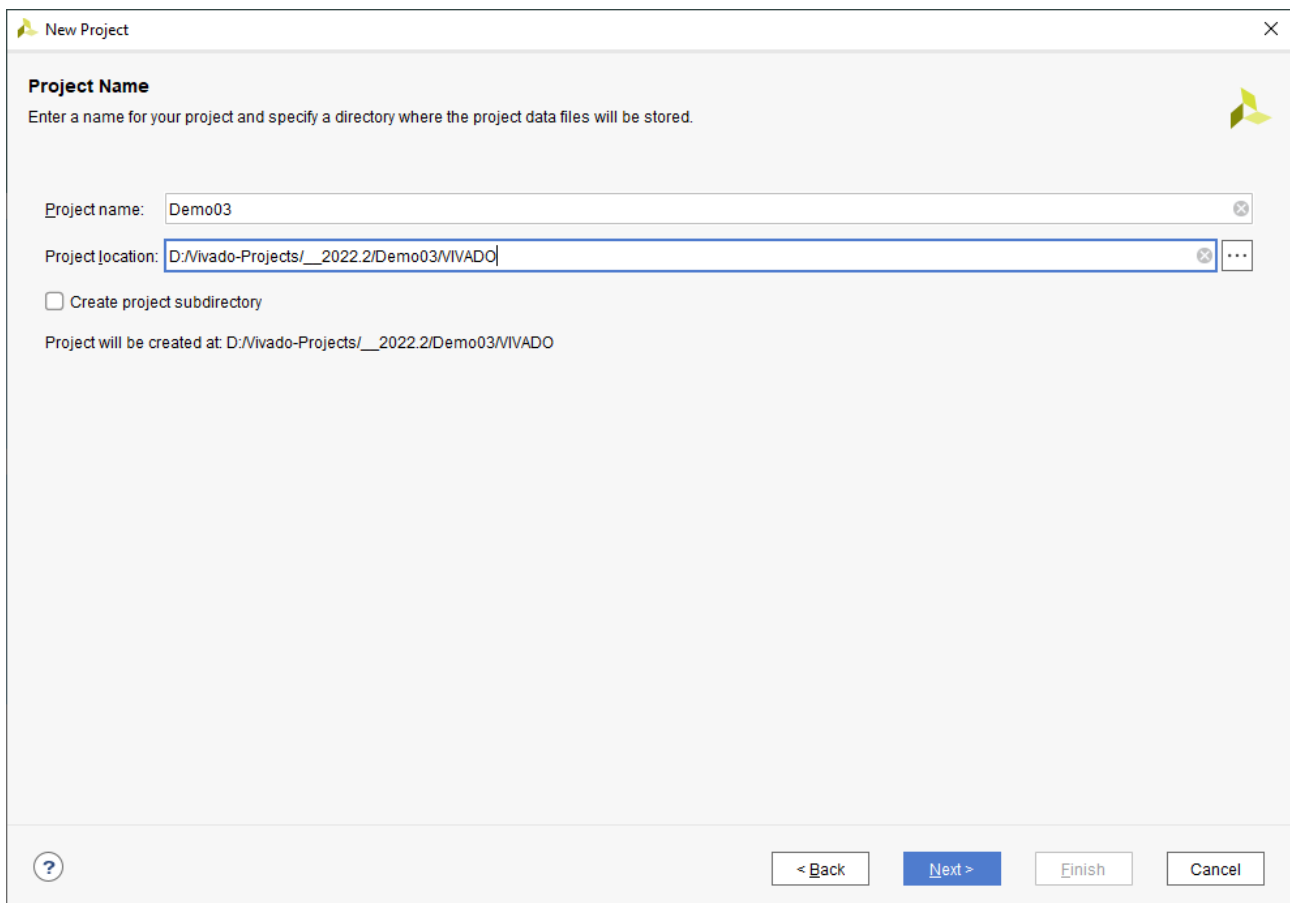 New Project
Project Name
Enter a name for your project and specify a directory where the project data files will be stored.
Project name: Demo03
Project location: D:/Vivado-Projects/__2022.2/Demo03/VIVADO
...
Create project subdirectory
Project will be created at: D:/Vivado-Projects/__2022.2/Demo03/VIVADO
? < Back Next > Finish Cancel